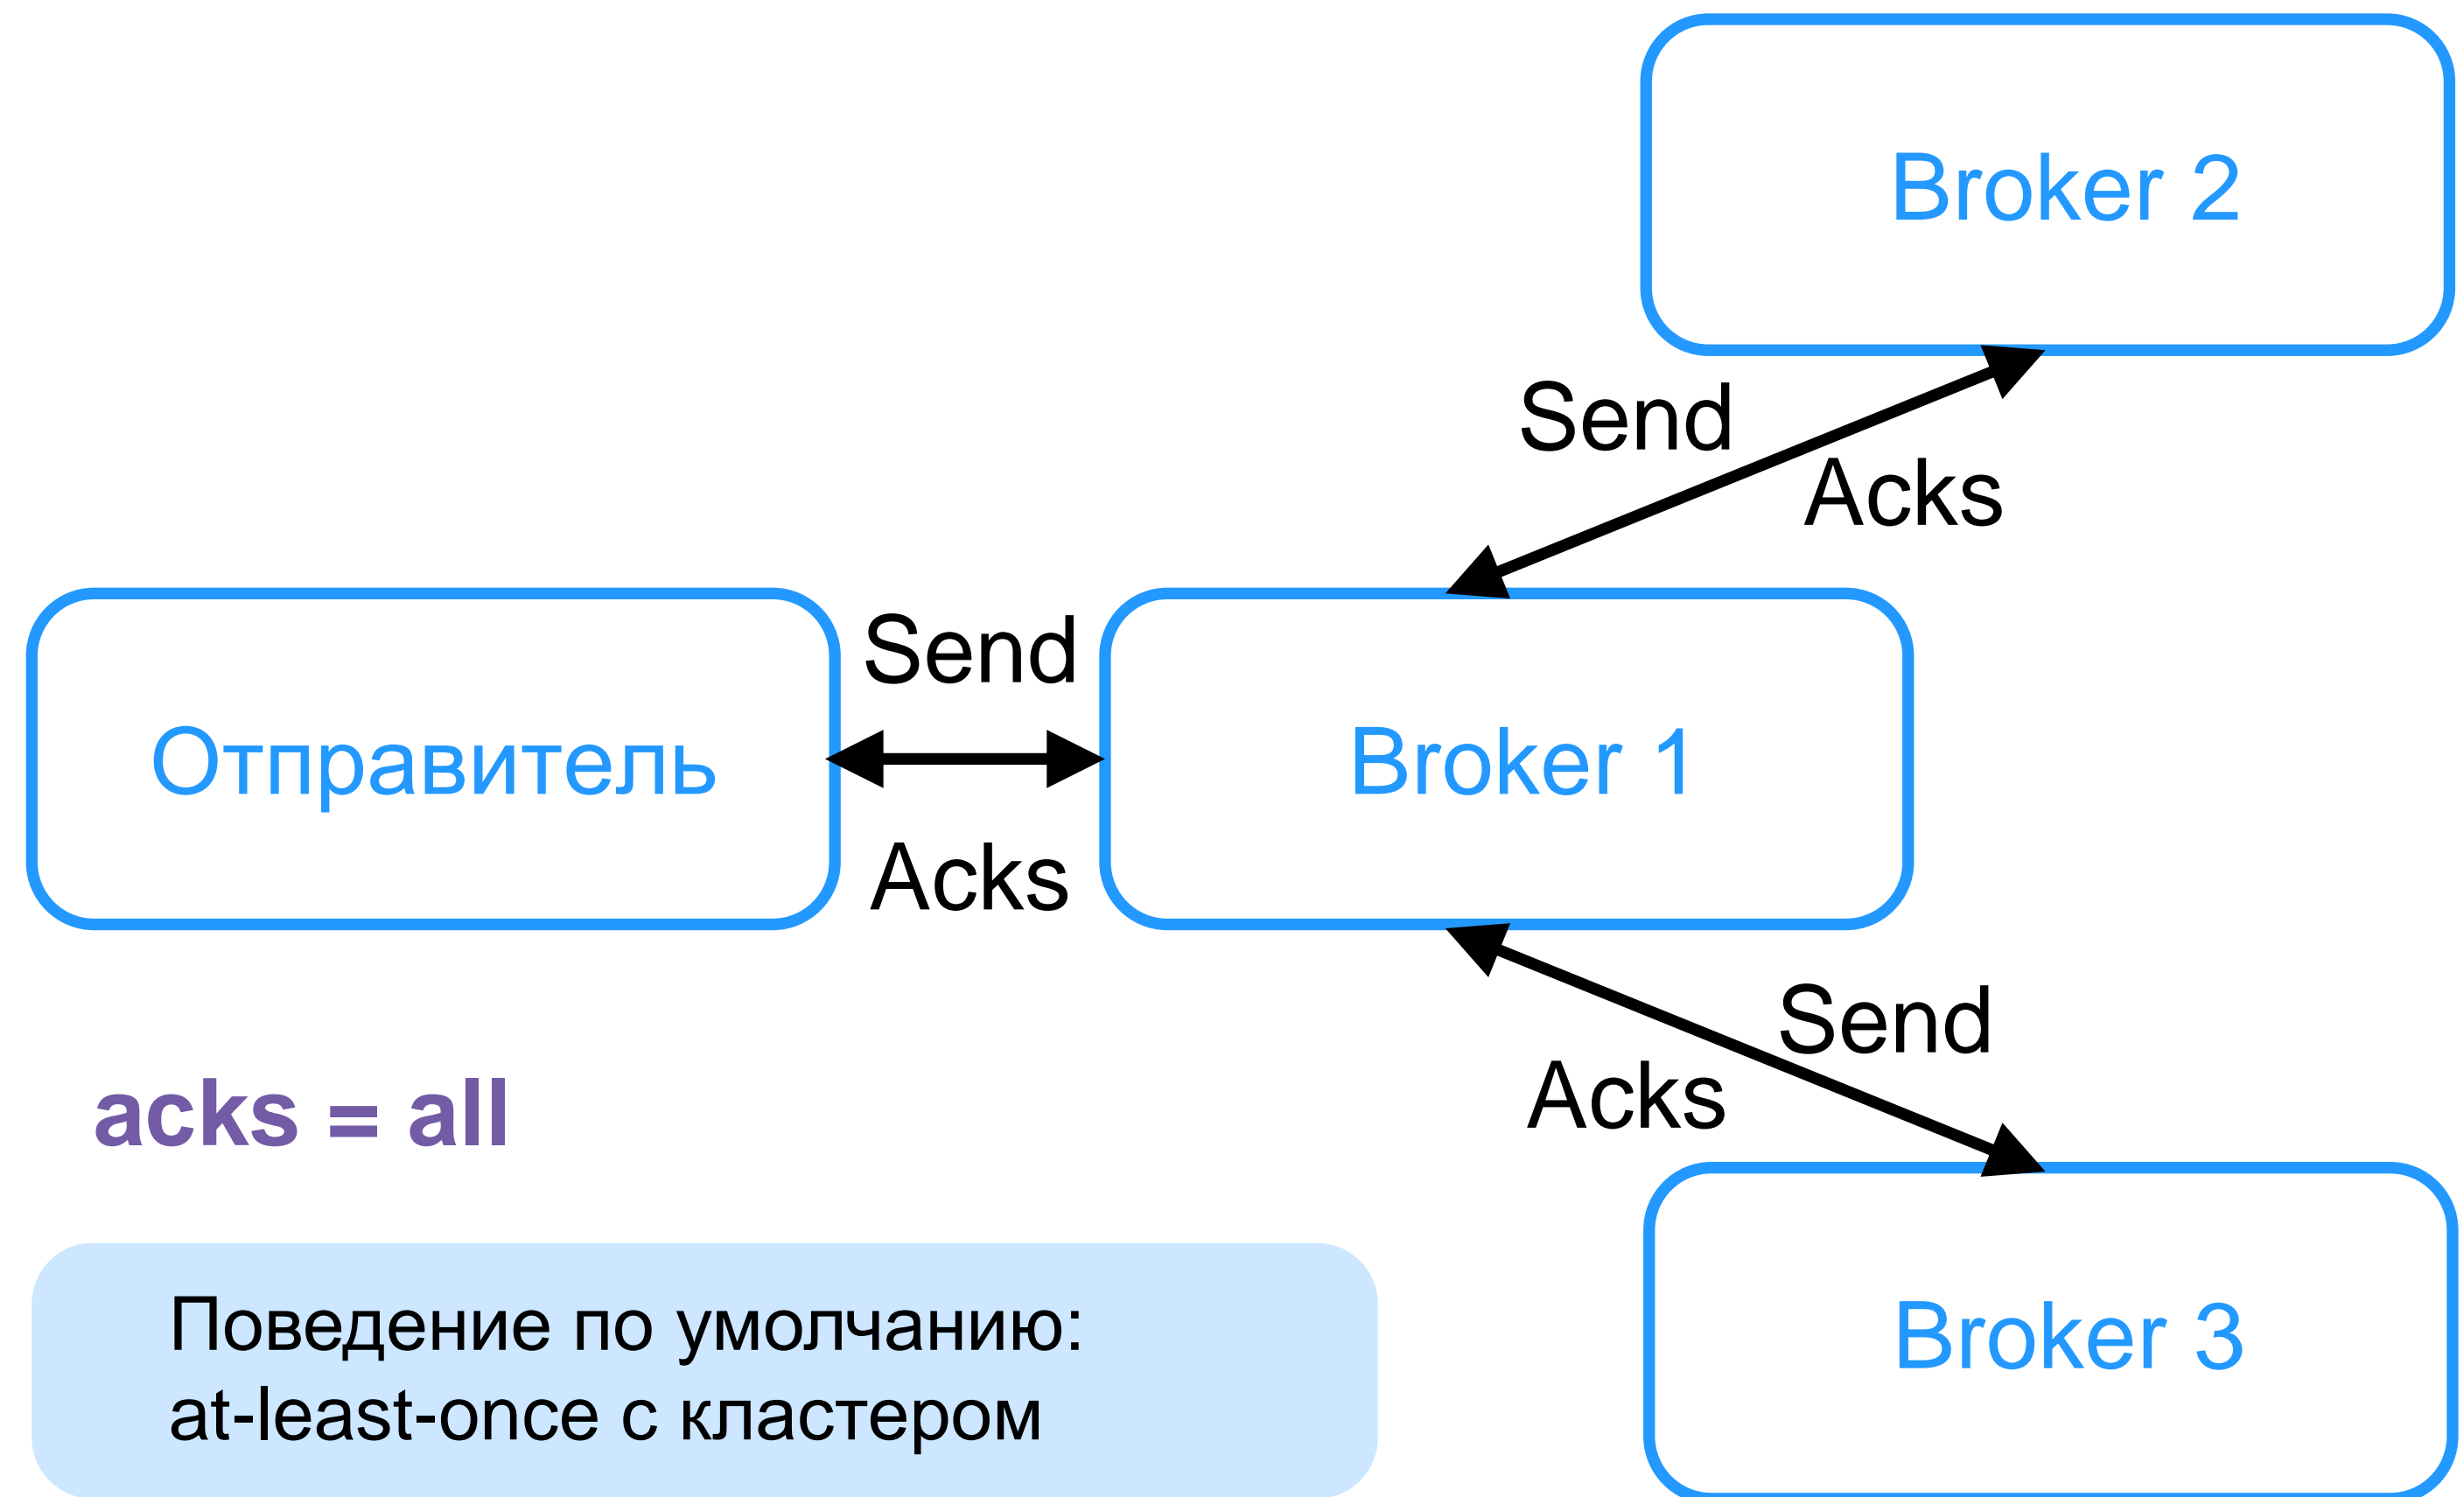 Broker 2
Send
Acks
Send
Отправитель
Broker 1
Acks
Send
Acks
acks = all
Broker 3
Поведение по умолчанию:
at-least-once с кластером